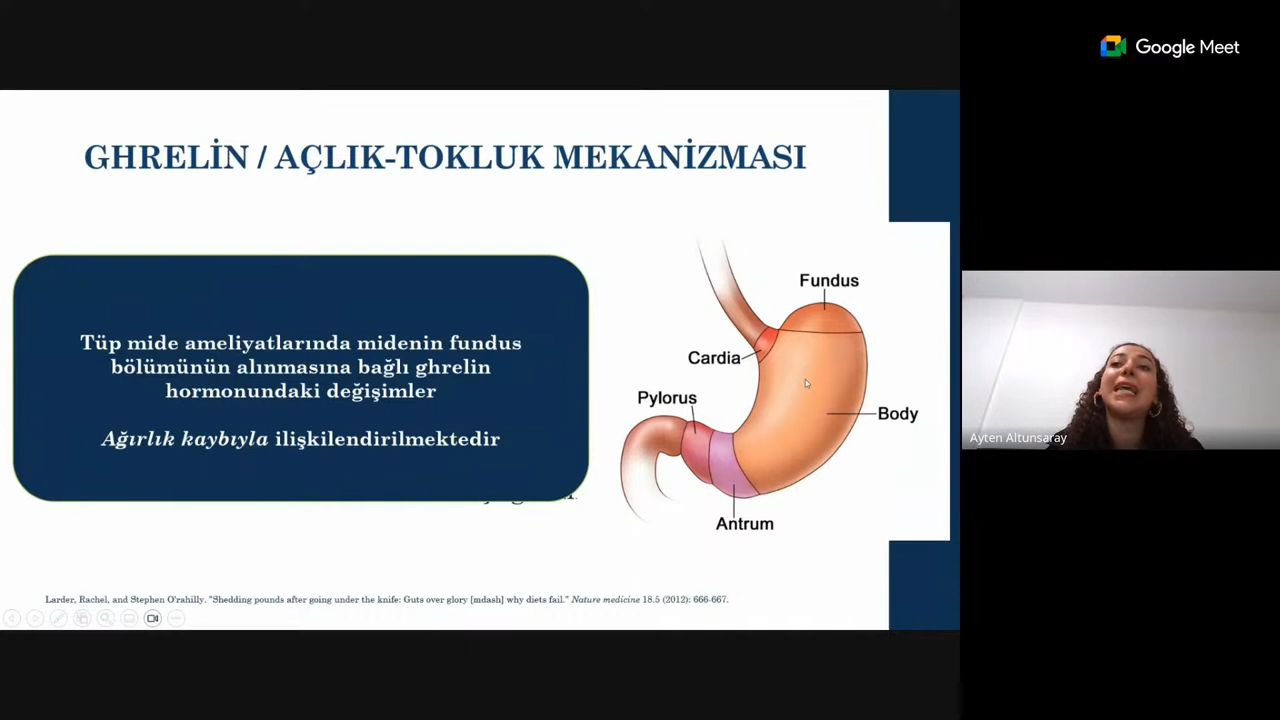 Google Meet
GHRELİN / AÇLIK-TOKLUK MEKANİZMASI
Tüp mide ameliyatlarında midenin fundus
bölümünün alınmasına bağlı ghrelin
hormonundaki değişimler
Ağırlık kaybıyla ilişkilendirilmektedir
Fundus
Cardia
Pylorus
Body
Antrum
Larder, Rachel, and Stephen O'rahilly. "Shedding pounds after going under the knife: Guts over glory [mdash] why diets fail." Nature medicine 18.5 (2012): 666-667.
Ayten Altunsaray